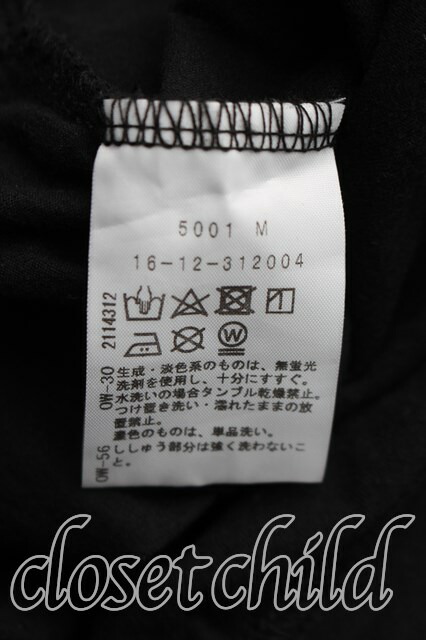 5001 M
16-12-312004
2114312
OW-30
OW-56
生成・淡色系のものは、無蛍光
洗剤を使用し、十分にすすぐ。
水洗いの場合タンブル乾燥禁止。
つけ置き洗い・濡れたままの放
置禁止。
濃色のものは、単品洗い。
ししゅう部分は強く洗わないこ
と。
closet child